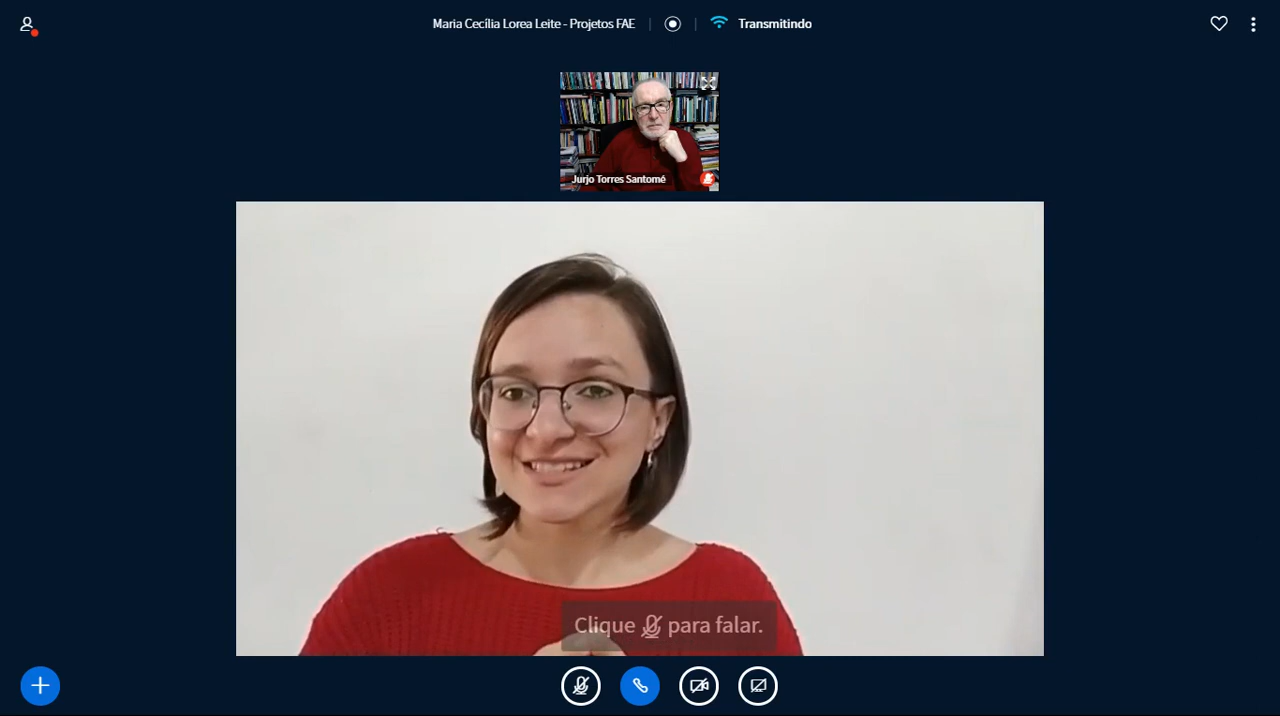 Maria Cecília Lorea Leite - Projetos FAE
Transmitindo
Jurjo Torres Santomé
Clique para falar.